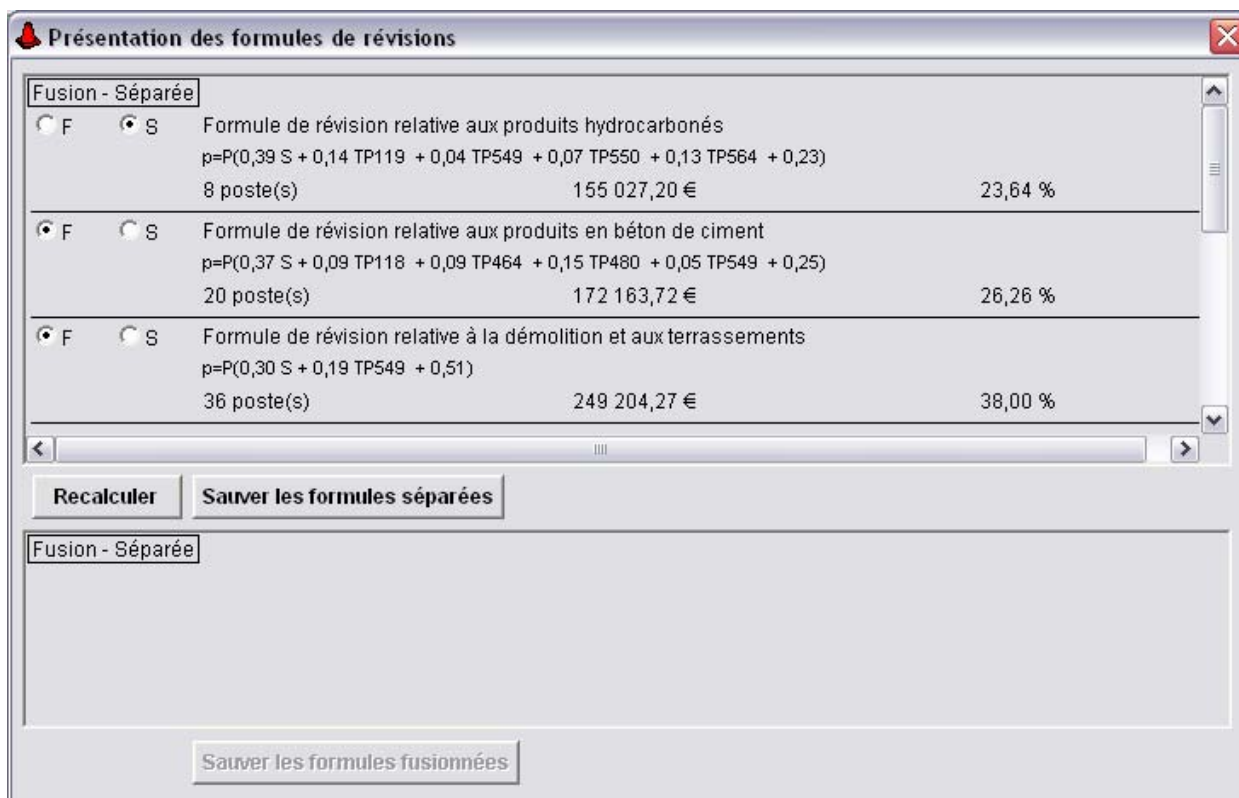 Présentation des formules de révisions
Fusion - Séparée
F S Formule de révision relative aux produits hydrocarbonés
p=P(0,39 S + 0,14 TP119 + 0,04 TP549 + 0,07 TP550 + 0,13 TP564 + 0,23)
8 poste(s) 155 027,20 € 23,64 %
F S Formule de révision relative aux produits en béton de ciment
p=P(0,37 S + 0,09 TP118 + 0,09 TP464 + 0,15 TP480 + 0,05 TP549 + 0,25)
20 poste(s) 172 163,72 € 26,26 %
F S Formule de révision relative à la démolition et aux terrassements
p=P(0,30 S + 0,19 TP549 + 0,51)
36 poste(s) 249 204,27 € 38,00 %
Recalculer Sauver les formules séparées
Fusion - Séparée
Sauver les formules fusionnées